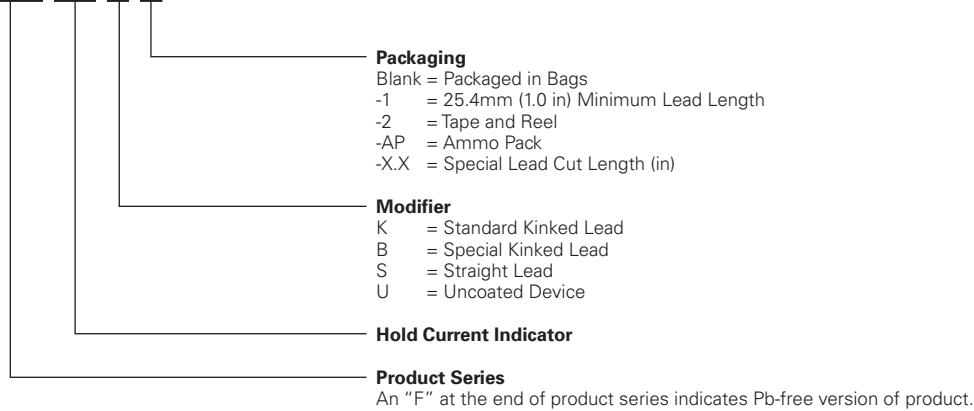 Packaging
Blank = Packaged in Bags
-1 = 25.4mm (1.0 in) Minimum Lead Length
-2 = Tape and Reel
-AP = Ammo Pack
-X.X = Special Lead Cut Length (in)
Modifier
K = Standard Kinked Lead
B = Special Kinked Lead
S = Straight Lead
U = Uncoated Device
Hold Current Indicator
Product Series
An “F” at the end of product series indicates Pb-free version of product.